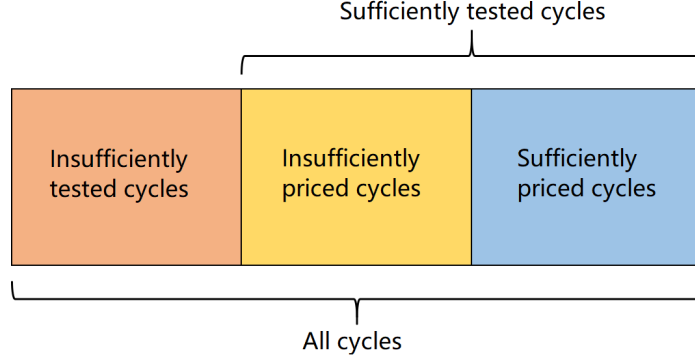 Sufficiently tested cycles
Insufficiently
tested cycles
Insufficiently
priced cycles
Sufficiently
priced cycles
All cycles